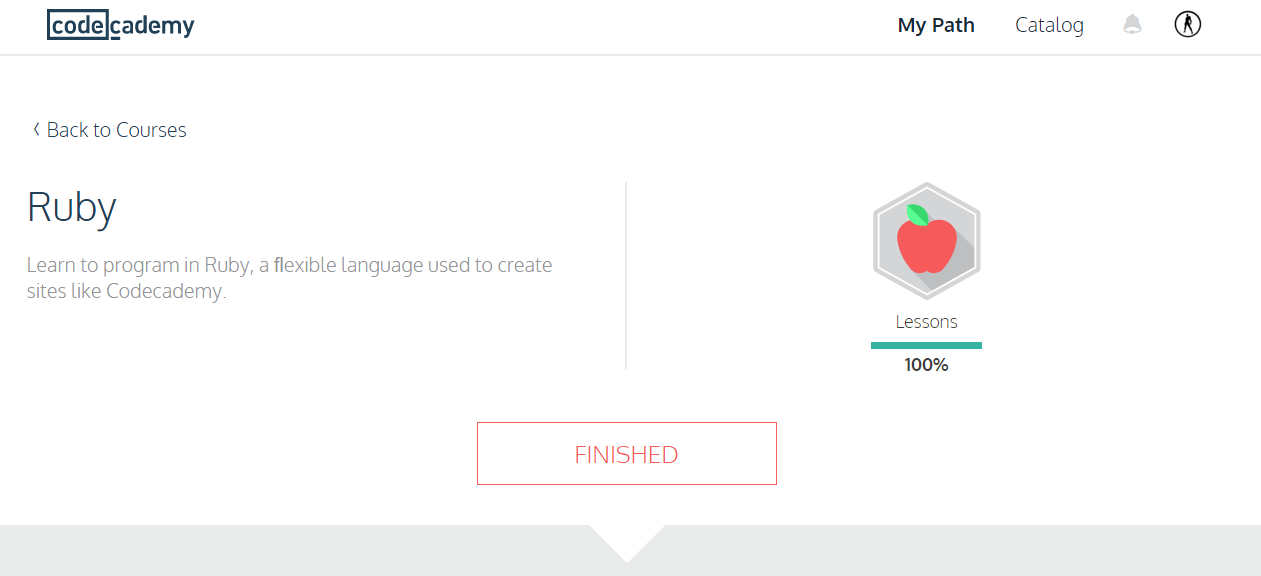 codecademy
My Path
Catalog
Back to Courses
Ruby
Learn to program in Ruby, a flexible language used to create
sites like Codecademy.
Lessons
100%
FINISHED